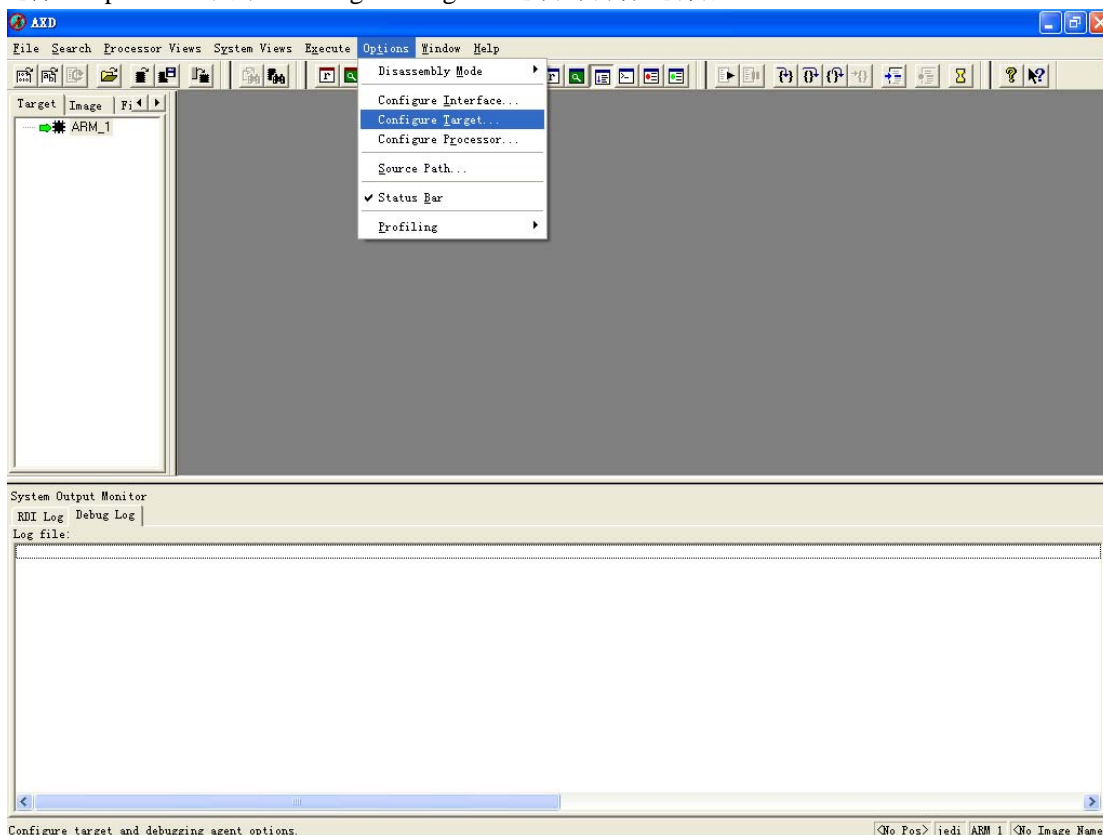 AXD
File Search Processor Views System Views Execute Options Window Help
Disassembly Mode
Configure Interface...
Configure Target...
Configure Processor...
Source Path...
Status Bar
Profiling
Target Image Fi
ARM_1
System Output Monitor
RDI Log Debug Log
Log file:
Configure target and debugging agent options.
<No Pos> jedi ARM_1 <No Image Name